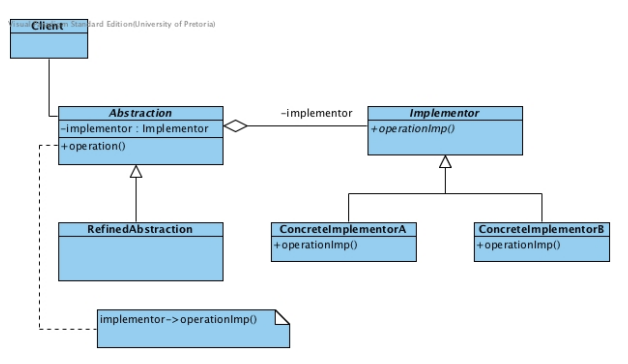 Visual Paradigm Standard Edition(University of Pretoria)
Client
Abstraction
-implementor : Implementor
+operation()
-implementor
Implementor
+operationImp()
RefinedAbstraction
ConcreteImplementorA
+operationImp()
ConcreteImplementorB
+operationImp()
implementor->operationImp()